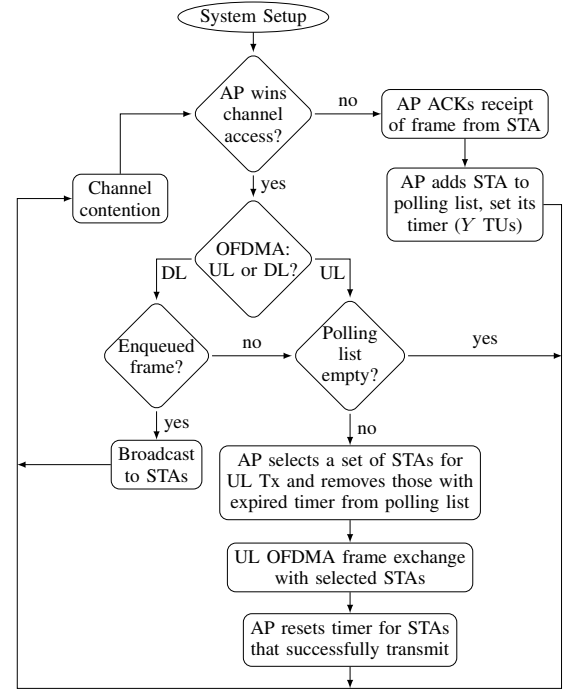 System Setup
AP wins
channel
access?
no
AP ACKs receipt
of frame from STA
AP adds STA to
polling list, set its
timer (Y TUs)
Channel
contention
yes
OFDMA:
UL or DL?
DL
UL
Enqueued
frame?
no
Polling
list
empty?
yes
yes
no
Broadcast
to STAs
AP selects a set of STAs for
UL Tx and removes those with
expired timer from polling list
UL OFDMA frame exchange
with selected STAs
AP resets timer for STAs
that successfully transmit